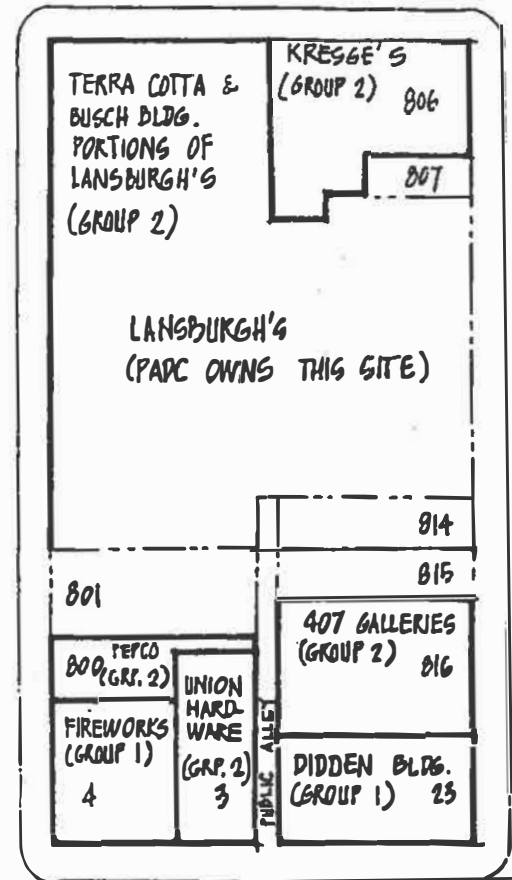 TERRA COTTA &
BUSCH BLDG.
PORTIONS OF
LANSBURGH'S
(GROUP 2)
KRESGE'S
(GROUP 2) 806
807
LANSBURGH'S
(PADC OWNS THIS SITE)
814
815
801
PEPCO
800 (GRP. 2)
UNION
HARD-
WARE
(GRP. 2)
3
FIREWORKS
(GROUP 1)
4
PUBLIC ALLEY
407 GALLERIES
(GROUP 2) 816
DIDDEN BLDG.
(GROUP 1) 23